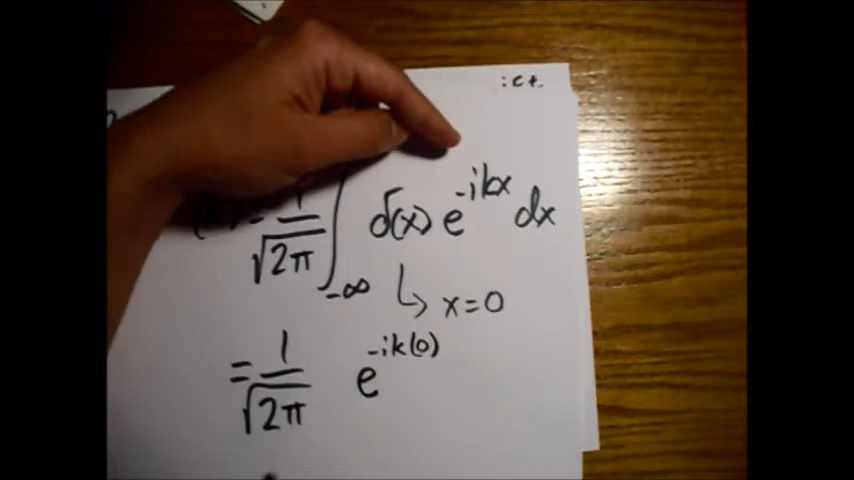 = 1/√2π ∫_-∞ δ(x) e^-ikx dx
↳ x=0
= 1/√2π e^-ik(0)